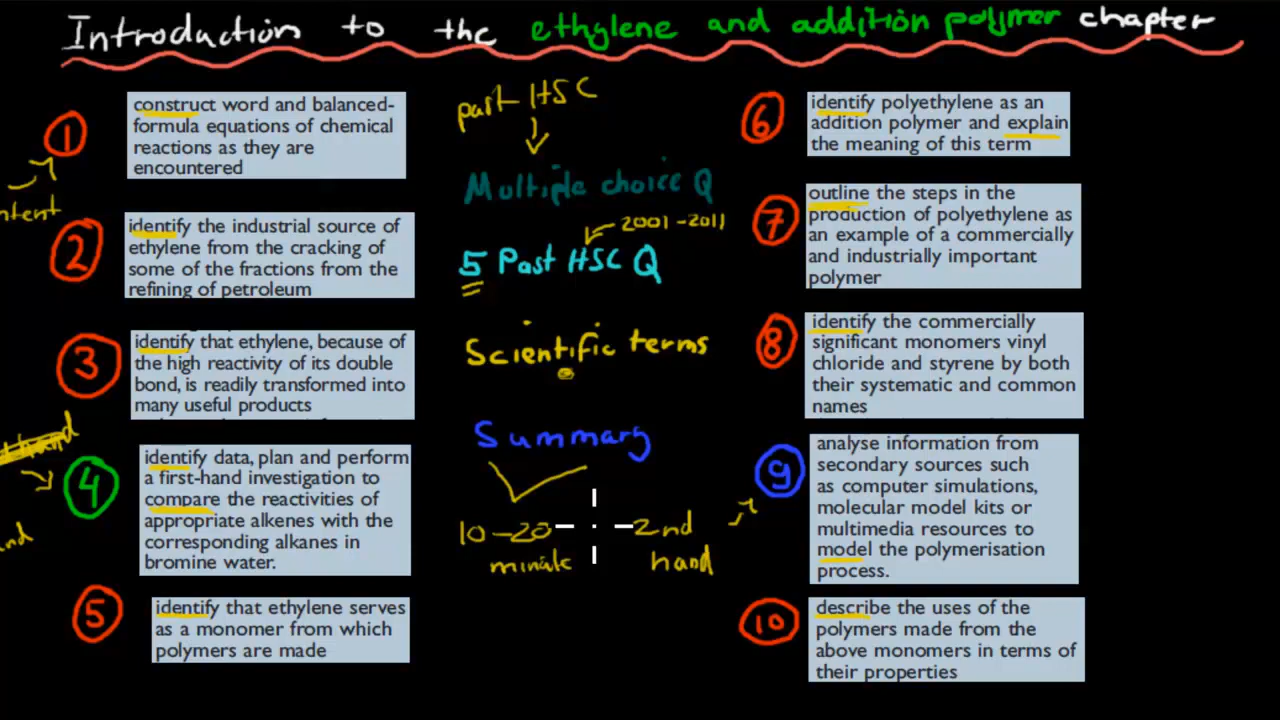 Introduction to the ethylene and addition polymer chapter
1
construct word and balanced-
formula equations of chemical
reactions as they are
encountered
2
identify the industrial source of
ethylene from the cracking of
some of the fractions from the
refining of petroleum
3
identify that ethylene, because of
the high reactivity of its double
bond, is readily transformed into
many useful products
hand
4
identify data, plan and perform
a first-hand investigation to
compare the reactivities of
appropriate alkenes with the
corresponding alkanes in
bromine water.
5
identify that ethylene serves
as a monomer from which
polymers are made
past HSC
Multiple choice Q
2001-2011
5 Past HSC Q
Scientific terms
Summary
10-20
minute
2nd
hand
6
identify polyethylene as an
addition polymer and explain
the meaning of this term
7
outline the steps in the
production of polyethylene as
an example of a commercially
and industrially important
polymer
8
identify the commercially
significant monomers vinyl
chloride and styrene by both
their systematic and common
names
9
analyse information from
secondary sources such
as computer simulations,
molecular model kits or
multimedia resources to
model the polymerisation
process.
10
describe the uses of the
polymers made from the
above monomers in terms of
their properties